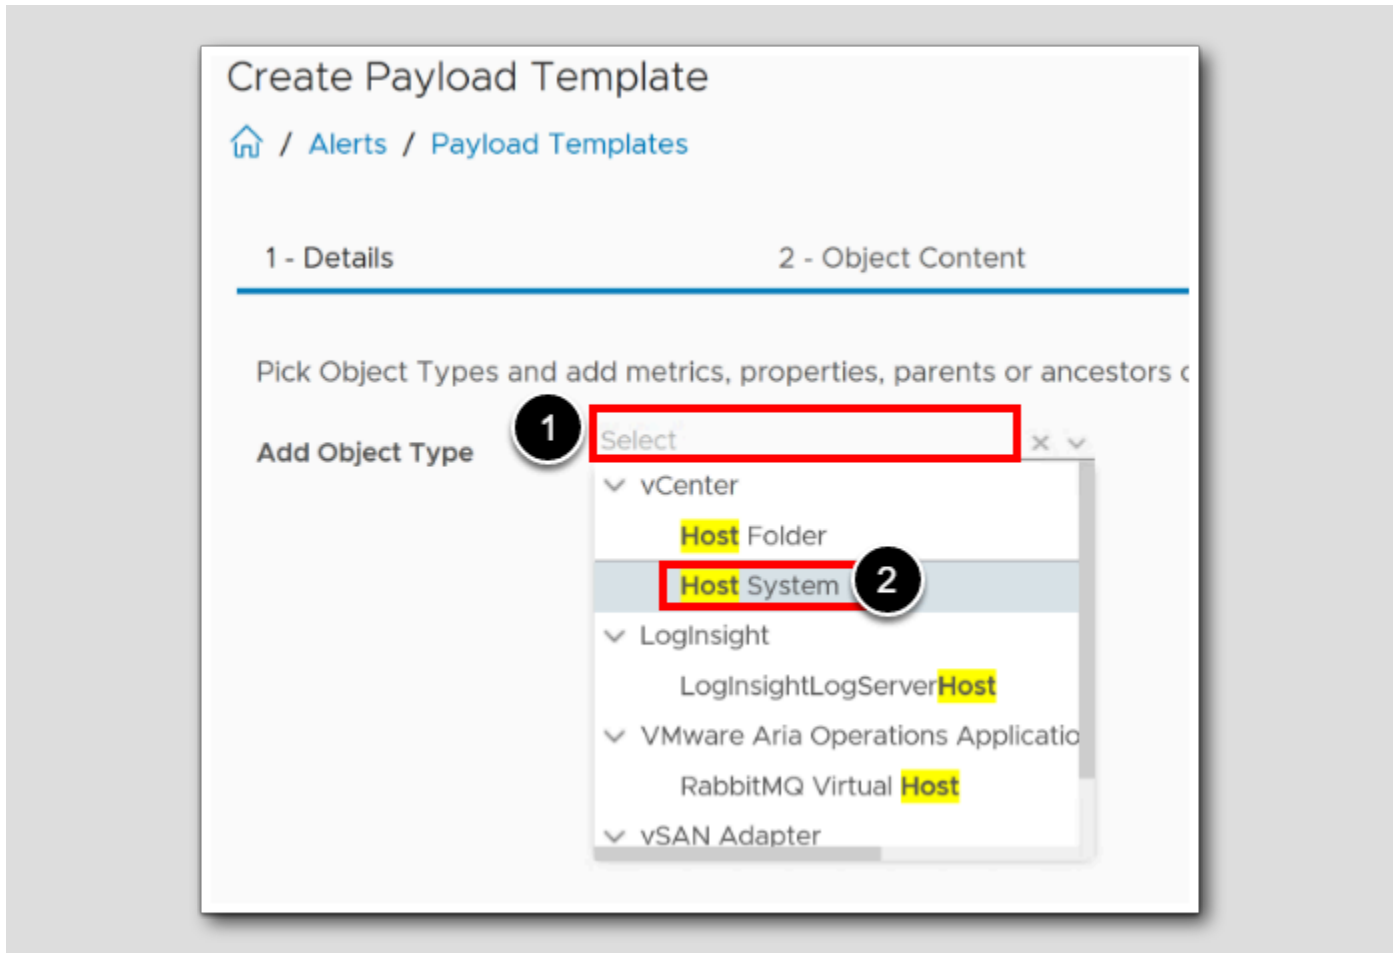 Create Payload Template
/ Alerts / Payload Templates
1 - Details 2 - Object Content
Pick Object Types and add metrics, properties, parents or ancestors
1
Add Object Type Select
vCenter
Host Folder
Host System 2
LogInsight
LogInsightLogServerHost
VMware Aria Operations Applicatio
RabbitMQ Virtual Host
vSAN Adapter